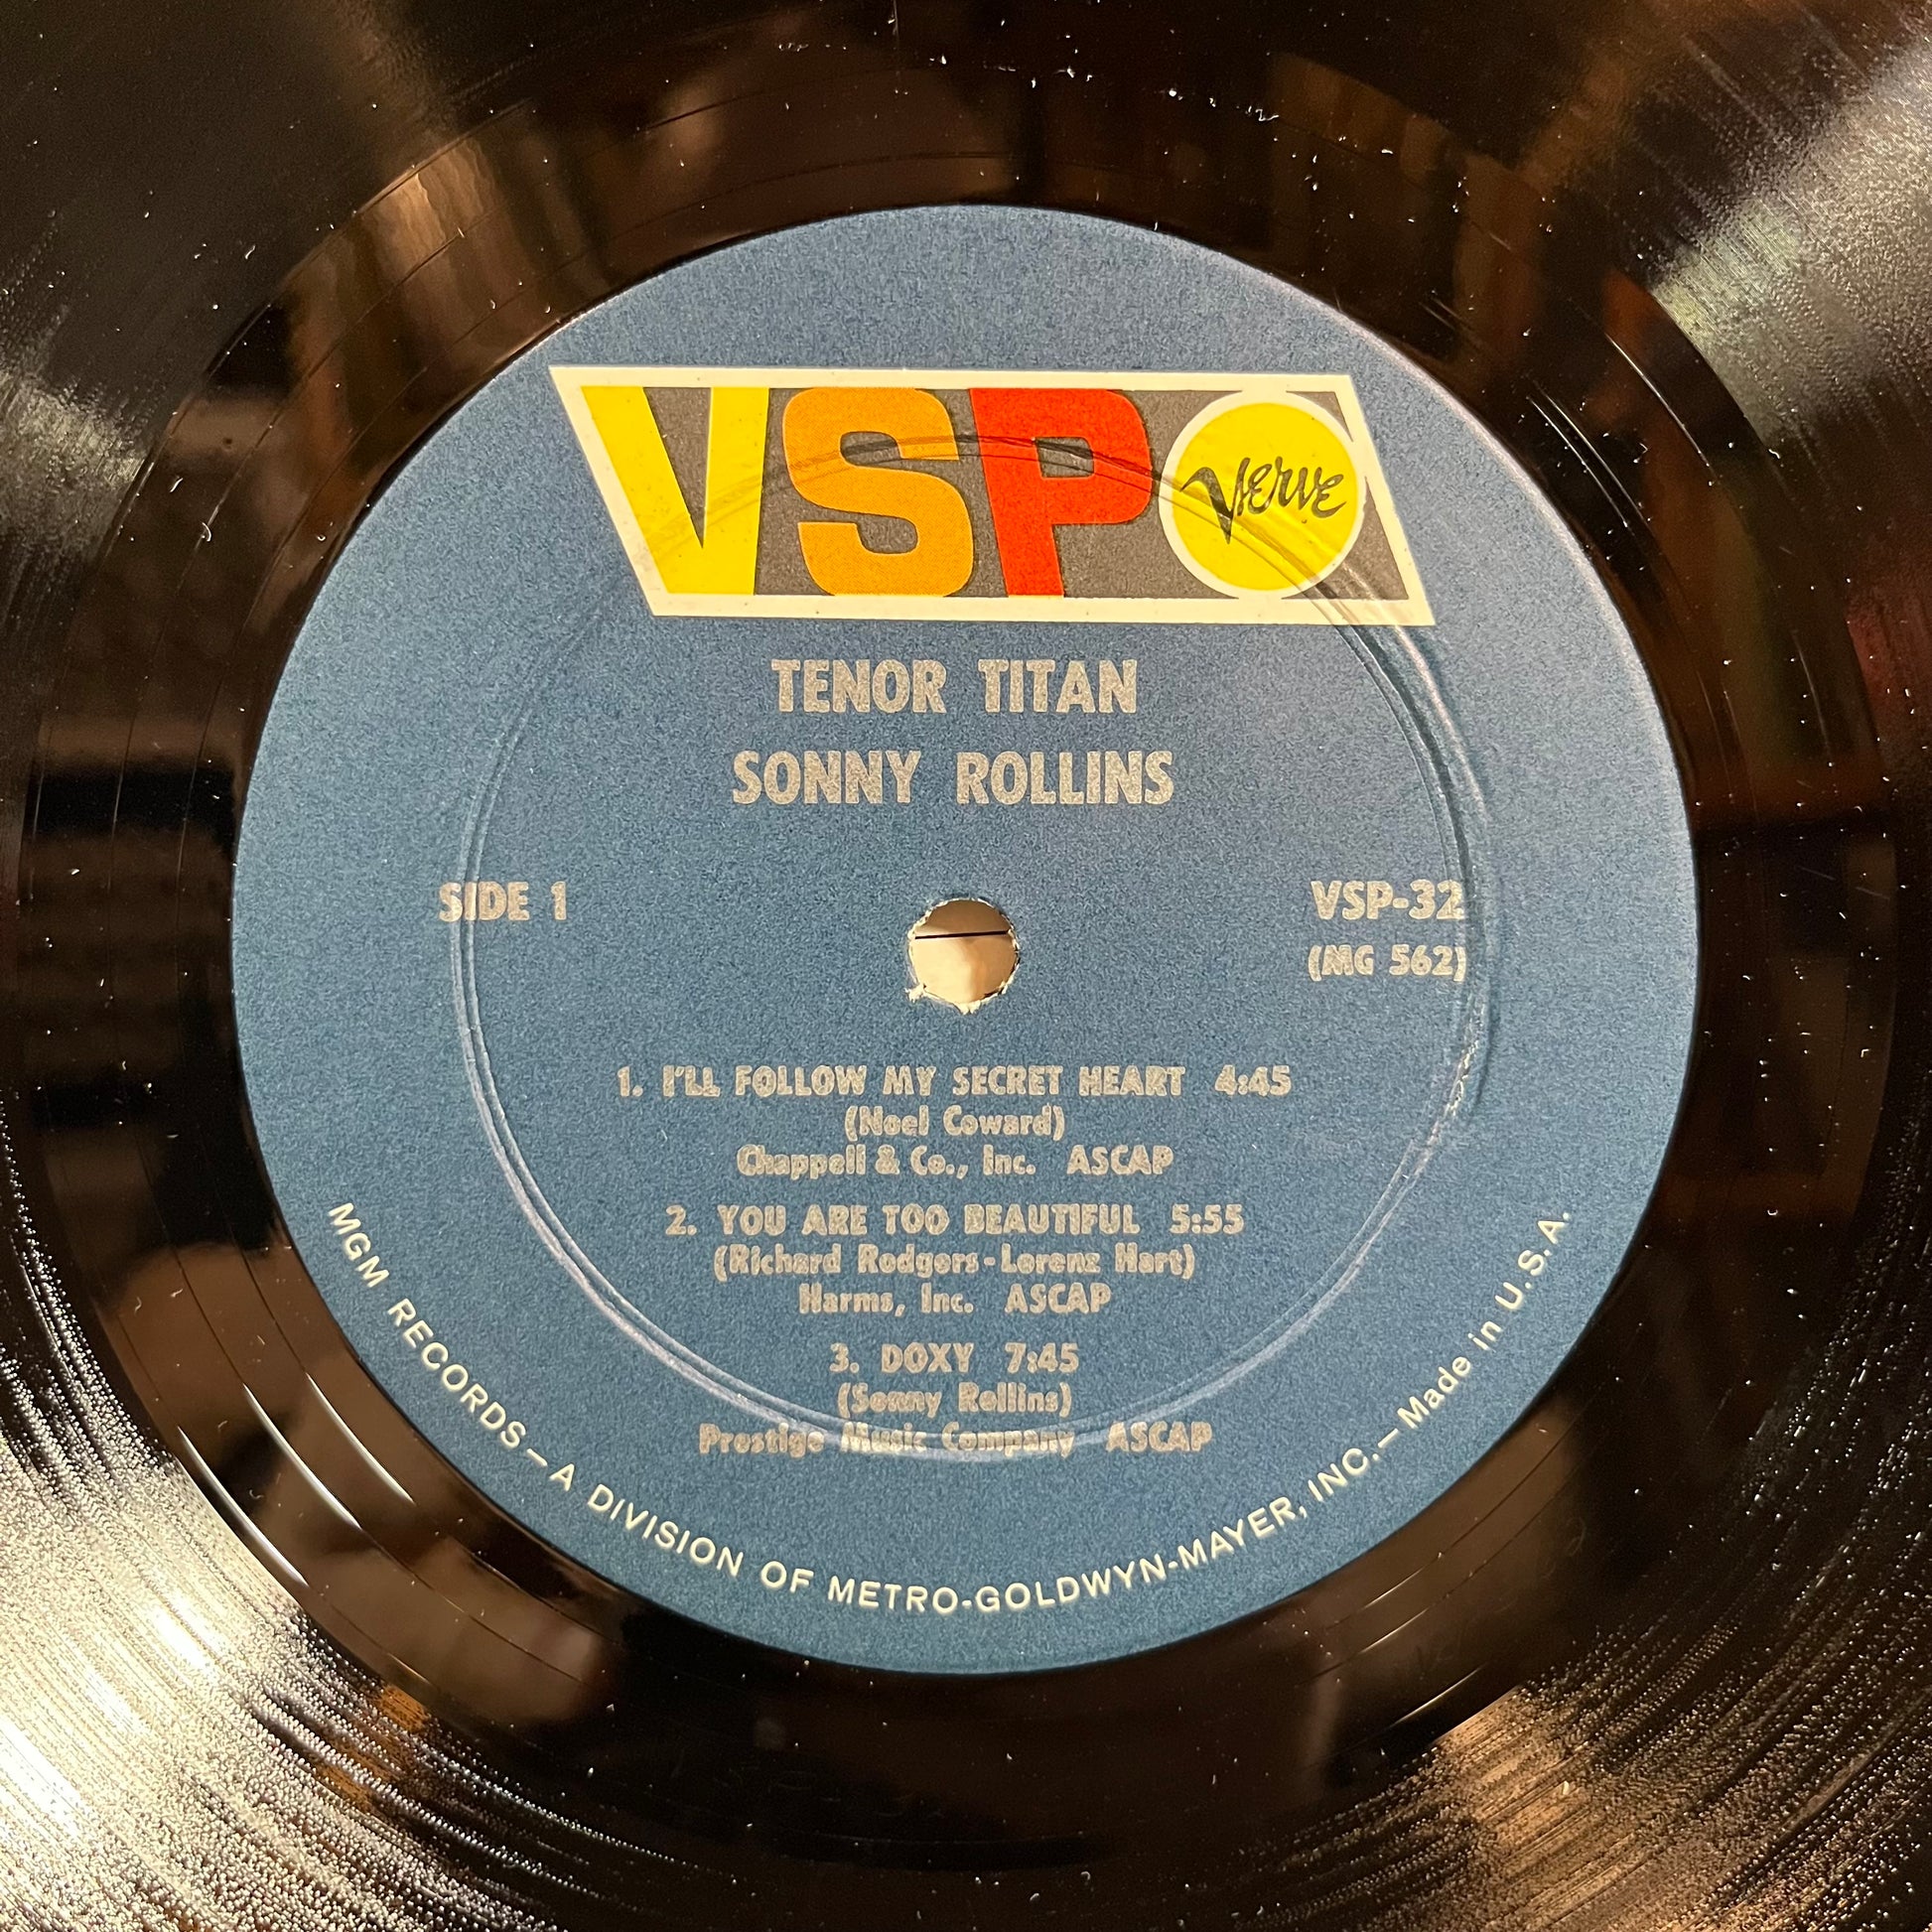 VSP Verve
TENOR TITAN
SONNY ROLLINS
SIDE 1
VSP-32
(MG 562)
1. I'LL FOLLOW MY SECRET HEART 4:45
(Noel Coward)
Chappell & Co., Inc. ASCAP
2. YOU ARE TOO BEAUTIFUL 5:55
(Richard Rodgers-Lorenz Hart)
Harms, Inc. ASCAP
3. DOXY 7:45
(Sonny Rollins)
Prestige Music Company ASCAP
MGM RECORDS—A DIVISION OF METRO-GOLDWYN-MAYER, INC.—Made in U.S.A.